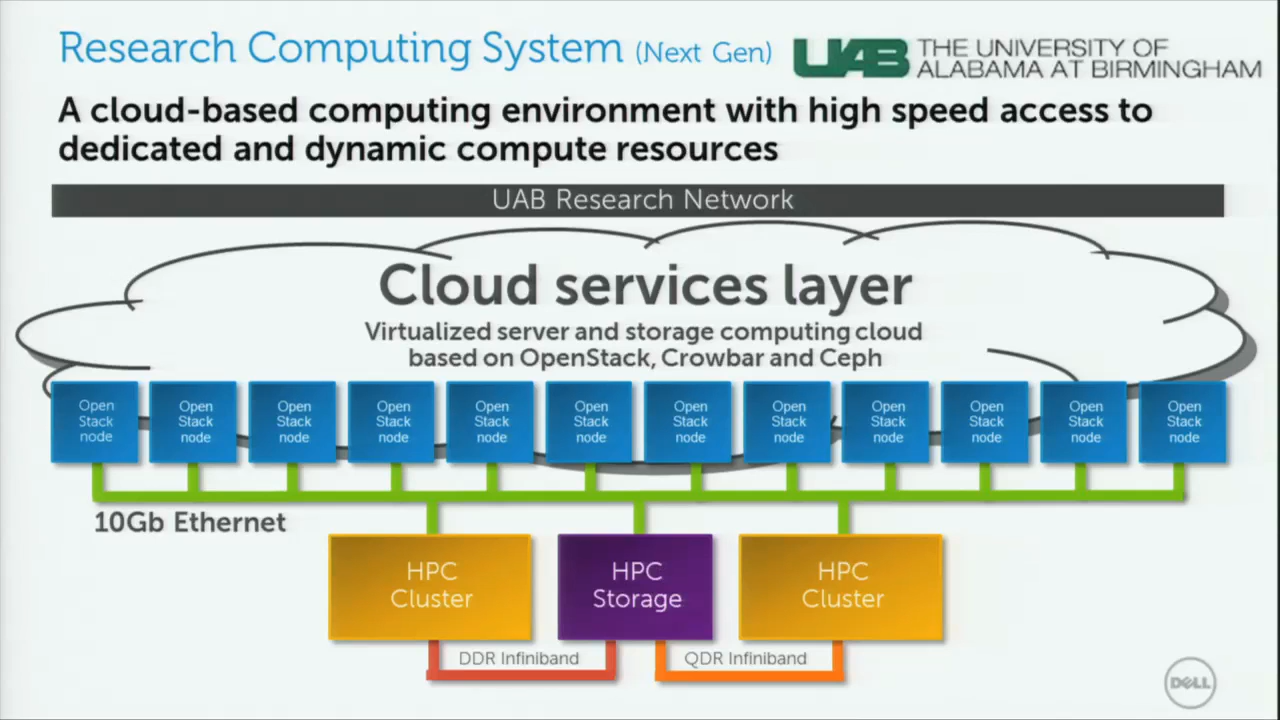 Research Computing System (Next Gen)
UAB THE UNIVERSITY OF
ALABAMA AT BIRMINGHAM
A cloud-based computing environment with high speed access to
dedicated and dynamic compute resources
UAB Research Network
Cloud services layer
Virtualized server and storage computing cloud
based on OpenStack, Crowbar and Ceph
Open
Stack
node
Open
Stack
node
Open
Stack
node
Open
Stack
node
Open
Stack
node
Open
Stack
node
Open
Stack
node
Open
Stack
node
Open
Stack
node
Open
Stack
node
Open
Stack
node
Open
Stack
node
10Gb Ethernet
HPC
Cluster
HPC
Storage
HPC
Cluster
DDR Infiniband
QDR Infiniband
DELL